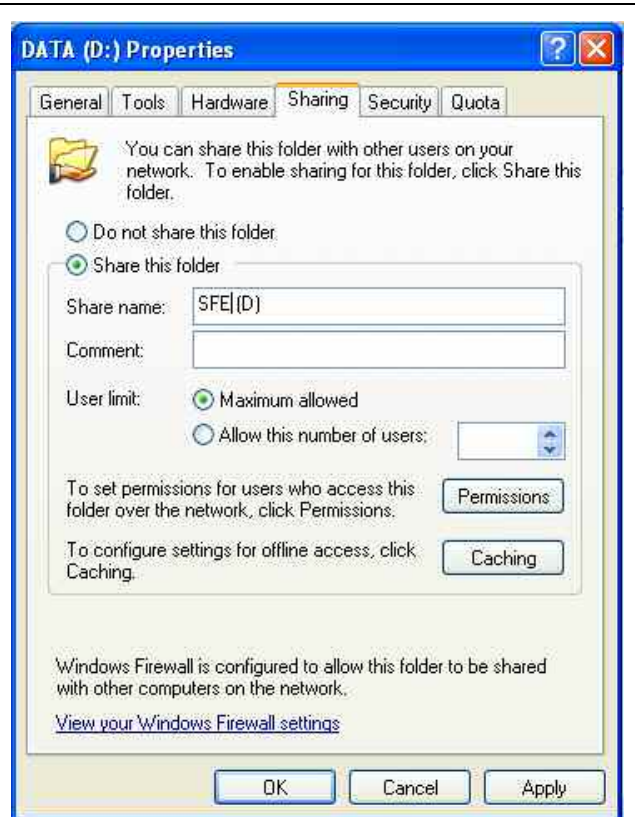 DATA (D:) Properties
General Tools Hardware Sharing Security Quota
You can share this folder with other users on your
network. To enable sharing for this folder, click Share this
folder.
Do not share this folder
Share this folder
Share name: SFE (D)
Comment:
User limit: Maximum allowed
Allow this number of users:
To set permissions for users who access this
folder over the network, click Permissions.
Permissions
To configure settings for offline access, click
Caching.
Caching
Windows Firewall is configured to allow this folder to be shared
with other computers on the network.
View your Windows Firewall settings
OK Cancel Apply